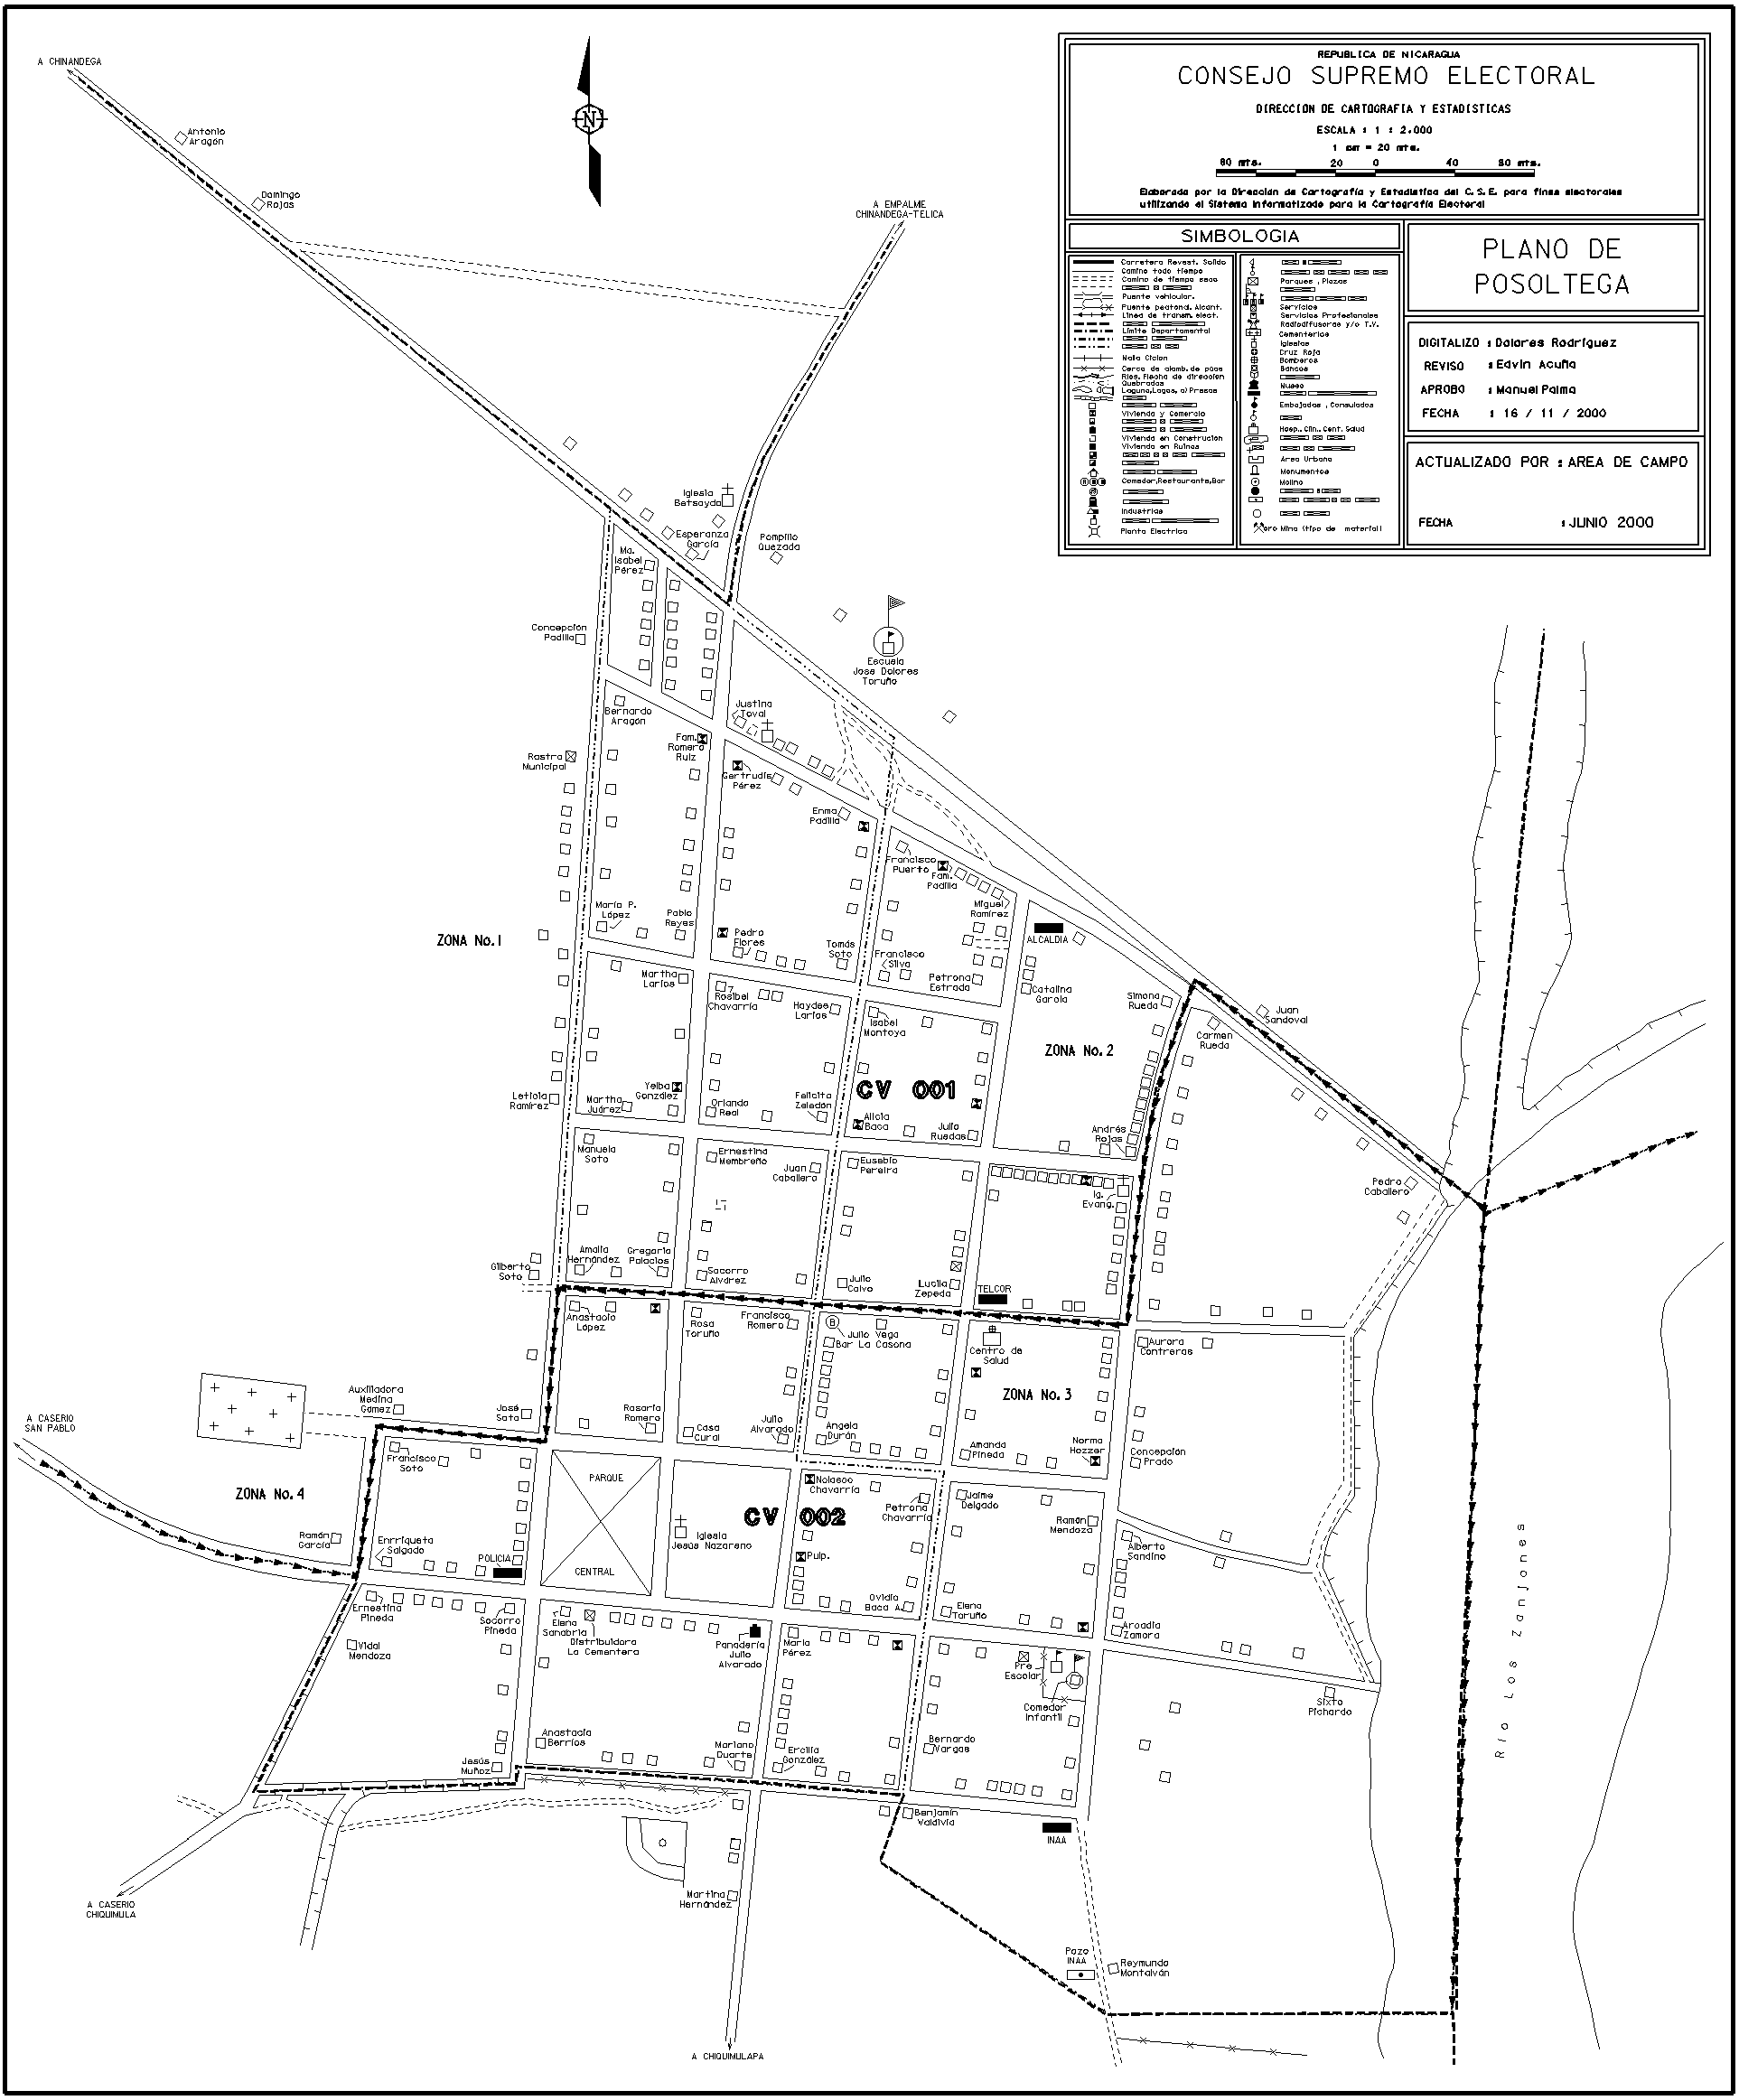 A CHINANDEGA
REPUBLICA DE NICARAGUA
CONSEJO SUPREMO ELECTORAL
DIRECCION DE CARTOGRAFIA Y ESTADISTICAS
ESCALA : 1 : 2.000
1 cm = 20 mts.
80 mts. 20 0 40 80 mts.
Elaborado por la Dirección de Cartografía y Estadística del C.S.E. para fines electorales
utilizando el Sistema Informatizado para la Cartografía Electoral
SIMBOLOGIA
Carretera Revest. Solido
Camino todo tiempo
Camino de tiempo seco
Puente vehicular.
Puente peatonal. Alcant.
Linea de transm. elect.
Limite Departamental
Malla Ciclon
Cerca de alamb. de puas
Rios. Flecha de direccion
Quebradas
Laguna, Lagos, o) Presas
Vivienda y Comercio
Vivienda en Construcion
Vivienda en Ruinas
Comedor, Restaurante, Bar
Industrias
Planta Electrica
Parques , Plazas
Servicios
Servicios Profesionales
Radiodifusoras y/o T.V.
Cementerios
Iglesias
Cruz Roja
Bomberos
Bancos
Museo
Embajadas , Consulados
Hosp., Clin., Cent. Salud
Area Urbana
Monumentos
Molino
oro Mina (tipo de material)
PLANO DE
POSOLTEGA
DIGITALIZO : Dolores Rodríguez
REVISO : Edvin Acuña
APROBO : Manuel Palma
FECHA : 16 / 11 / 2000
ACTUALIZADO POR : AREA DE CAMPO
FECHA : JUNIO 2000
N
Antonio
Aragón
Domingo
Rojas
A EMPALME
CHINANDEGA-TELICA
Iglesia
Betsayda
Esperanza
García
Pompilio
Quezada
Ma.
Isabel
Pérez
Concepción
Padilla
Escuela
Jose Dolores
Toruño
Bernardo
Aragón
Justina
Toval
Fam.
Romero
Ruiz
Rastro
Municipal
Gertrudis
Pérez
Enma
Padilla
Francisco
Puerto
Fam.
Padilla
Miguel
Ramírez
María P.
López
Pablo
Reyes
ZONA No.1
Pedro
Flores
Tomás
Soto
Francisco
Silva
ALCALDIA
Martha
Larios
Rosibel
Chavarría
Haydee
Larios
Petrona
Estrada
Catalina
García
Simona
Rueda
Juan
Sandoval
Isabel
Montoya
Carmen
Rueda
ZONA No.2
CV 001
Yelba
González
Leticia
Ramírez
Martha
Juárez
Orlando
Real
Felicita
Zeledón
Alicia
Baca
Julio
Ruedas
Andrés
Rojas
Manuela
Soto
Ernestina
Membreño
Juan
Caballero
Eusebio
Pereira
Ig.
Evang.
Pedro
Caballero
Gilberto
Soto
Amalia
Hernández
Gregoria
Palacios
Socorro
Alvárez
Julio
Calvo
Lucila
Zepeda
TELCOR
Anastacio
López
Rosa
Toruño
Francisco
Romero
B
Julio Vega
Bar La Casona
Centro de
Salud
Aurora
Contreras
ZONA No.3
Auxiliadora
Medina
Gómez
José
Soto
Rosario
Romero
Casa
Cural
Julio
Alvarado
Angela
Durán
Amanda
Pineda
Norma
Hozzer
Concepción
Prado
A CASERIO
SAN PABLO
Francisco
Soto
ZONA No.4
PARQUE
CENTRAL
CV 002
Nolasco
Chavarría
Petrona
Chavarría
Jaime
Delgado
Ramón
Mendoza
Ramón
García
Enrriqueta
Salgado
POLICIA
Iglesia
Jesús Nazareno
Pulp.
Alberto
Sandino
RIO LOS ZANJONES
Ernestina
Pineda
Socorro
Pineda
Elena
Sanabria
Distribuidora
La Cementera
Panadería
Julio
Alvarado
María
Pérez
Ovidio
Baca A.
Elena
Toruño
Arcadia
Zamora
Vidal
Mendoza
Pre
Escolar
Comedor
Infantil
Sixto
Pichardo
Jesús
Muñoz
Anastacia
Berríos
Mariano
Duarte
Ercilia
González
Bernardo
Vargas
Benjamín
Valdivia
INAA
A CASERIO
CHIQUINULA
Martina
Hernández
Pozo
INAA
Reymundo
Montalván
A CHIQUINULAPA